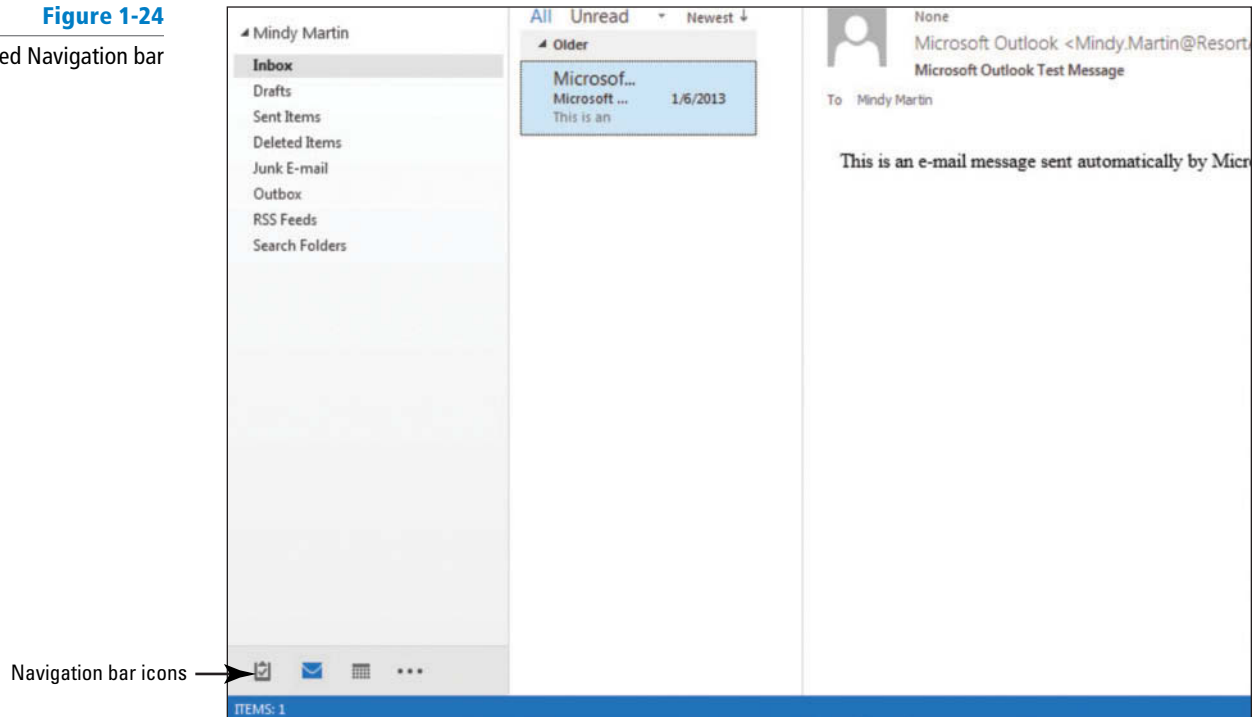 Figure 1-24
ed Navigation bar
Mindy Martin
Inbox
Drafts
Sent Items
Deleted Items
Junk E-mail
Outbox
RSS Feeds
Search Folders
All Unread Newest ↓
Older
Microsof...
Microsoft ... 1/6/2013
This is an
None
Microsoft Outlook <Mindy.Martin@Resort
Microsoft Outlook Test Message
To Mindy Martin
This is an e-mail message sent automatically by Micr
Navigation bar icons
ITEMS: 1